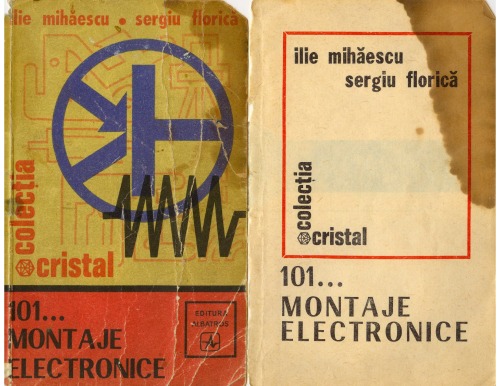 ilie mihăescu • sergiu florică
colecția
cristal
101...
MONTAJE
ELECTRONICE
EDITURA
ALBATROS
ilie mihăescu
sergiu florică
colecția
cristal
101...
MONTAJE
ELECTRONICE